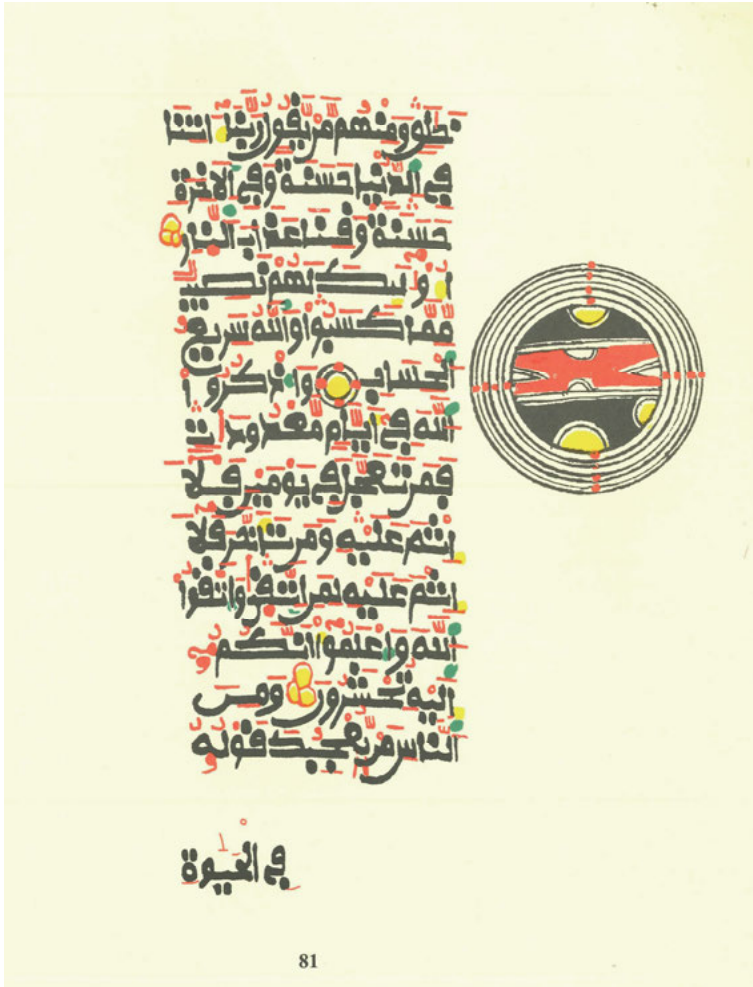 خلق ومنهم من يقول ربنا اتنا
في الدنيا حسنة وفي الاخرة
حسنة وقنا عذاب النار
اولئك لهم نصيب
مما كسبوا والله سريع
الحساب واذكروا
الله في ايام معدودات
فمن تعجل في يومين فلا
اثم عليه ومن تاخر فلا
اثم عليه لمن اتقى واتقوا
الله واعلموا انكم
اليه تحشرون ومن
الناس من يعجبك قوله
في الحيوة
81